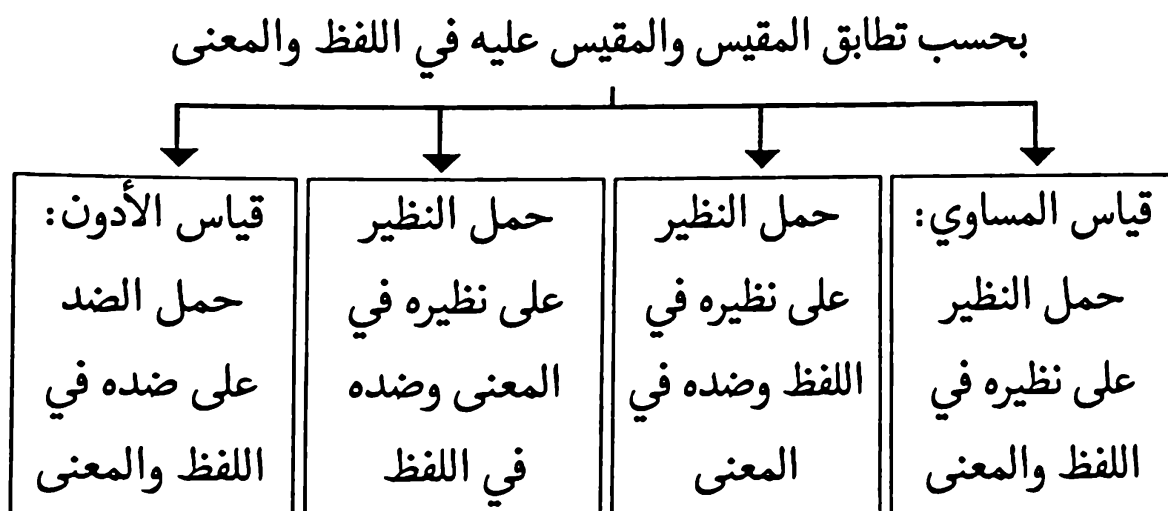 بحسب تطابق المقيس والمقيس عليه في اللفظ والمعنى
قياس المساوي:
حمل النظير
على نظيره في
اللفظ والمعنى
حمل النظير
على نظيره في
اللفظ وضده في
المعنى
حمل النظير
على نظيره في
المعنى وضده
في اللفظ
قياس الأدون:
حمل الضد
على ضده في
اللفظ والمعنى